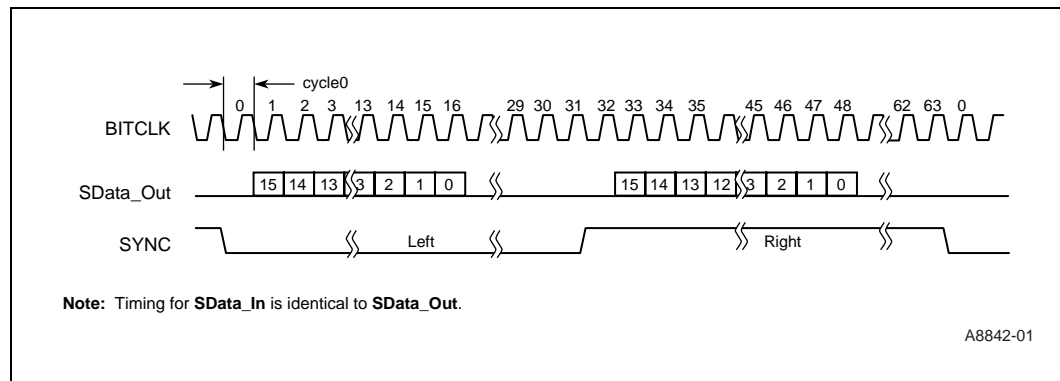 cycle0
0 1 2 3 13 14 15 16 29 30 31 32 33 34 35 45 46 47 48 62 63 0
BITCLK
SData_Out 15 14 13 3 2 1 0 15 14 13 12 3 2 1 0
SYNC Left Right
Note: Timing for SData_In is identical to SData_Out.
A8842-01